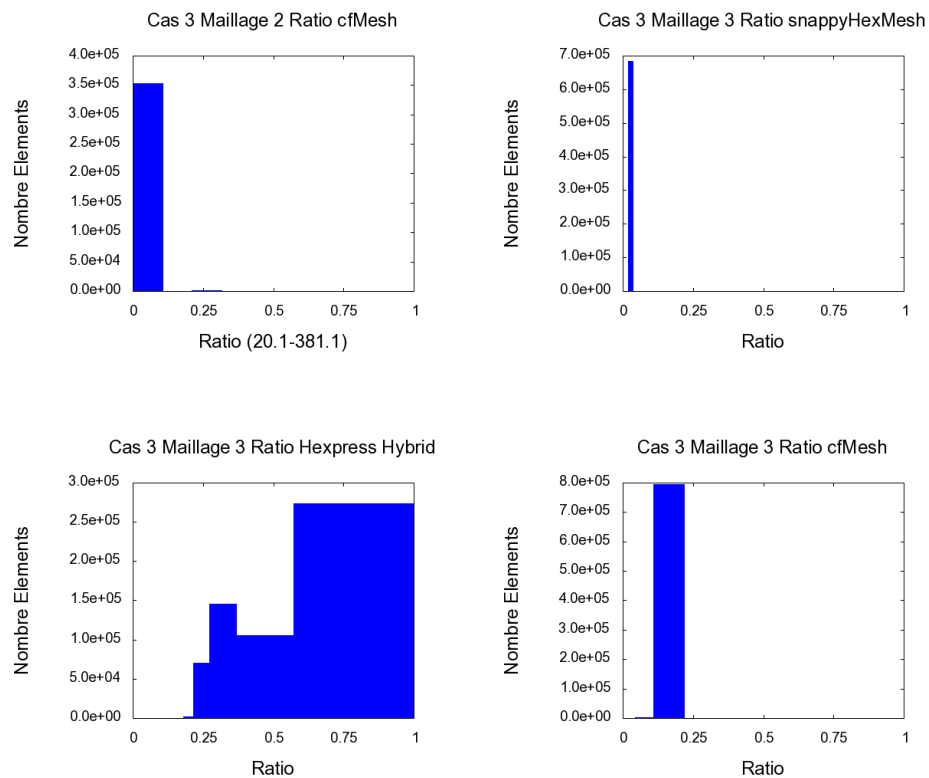 Cas 3 Maillage 2 Ratio cfMesh
4.0e+05
3.5e+05
3.0e+05
2.5e+05
2.0e+05
1.5e+05
1.0e+05
5.0e+04
0.0e+00
Nombre Elements
0 0.25 0.5 0.75 1
Ratio (20.1-381.1)
Cas 3 Maillage 3 Ratio snappyHexMesh
7.0e+05
6.0e+05
5.0e+05
4.0e+05
3.0e+05
2.0e+05
1.0e+05
0.0e+00
Nombre Elements
0 0.25 0.5 0.75 1
Ratio
Cas 3 Maillage 3 Ratio Hexpress Hybrid
3.0e+05
2.5e+05
2.0e+05
1.5e+05
1.0e+05
5.0e+04
0.0e+00
Nombre Elements
0 0.25 0.5 0.75 1
Ratio
Cas 3 Maillage 3 Ratio cfMesh
8.0e+05
7.0e+05
6.0e+05
5.0e+05
4.0e+05
3.0e+05
2.0e+05
1.0e+05
0.0e+00
Nombre Elements
0 0.25 0.5 0.75 1
Ratio